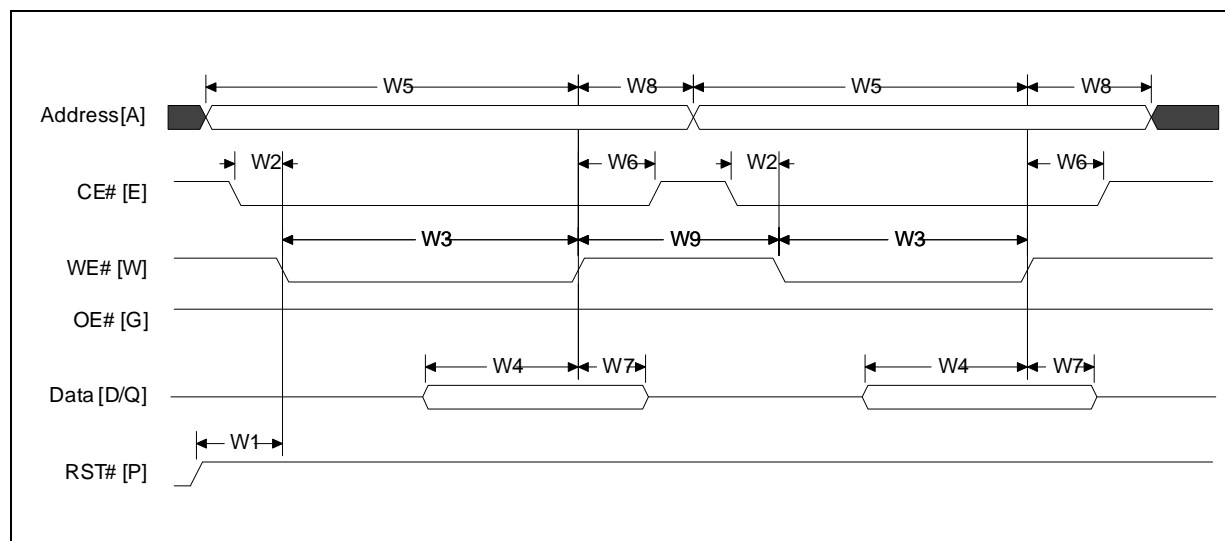 W5 W8 W5 W8
Address[A]
W2 W6 W2 W6
CE# [E]
W3 W9 W3
WE# [W]
OE# [G]
W4 W7 W4 W7
Data [D/Q]
W1
RST# [P]